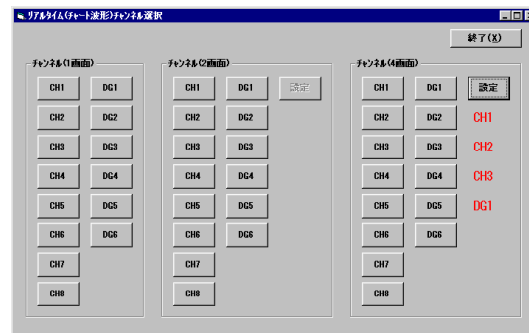 リアルタイム(チャート波形)チャンネル選択
終了(X)
チャンネル(1画面)
CH1 DG1
CH2 DG2
CH3 DG3
CH4 DG4
CH5 DG5
CH6 DG6
CH7
CH8
チャンネル(2画面)
CH1 DG1 設定
CH2 DG2
CH3 DG3
CH4 DG4
CH5 DG5
CH6 DG6
CH7
CH8
チャンネル(4画面)
CH1 DG1 設定
CH2 DG2 CH1
CH3 DG3 CH2
CH4 DG4 CH3
CH5 DG5 DG1
CH6 DG6
CH7
CH8